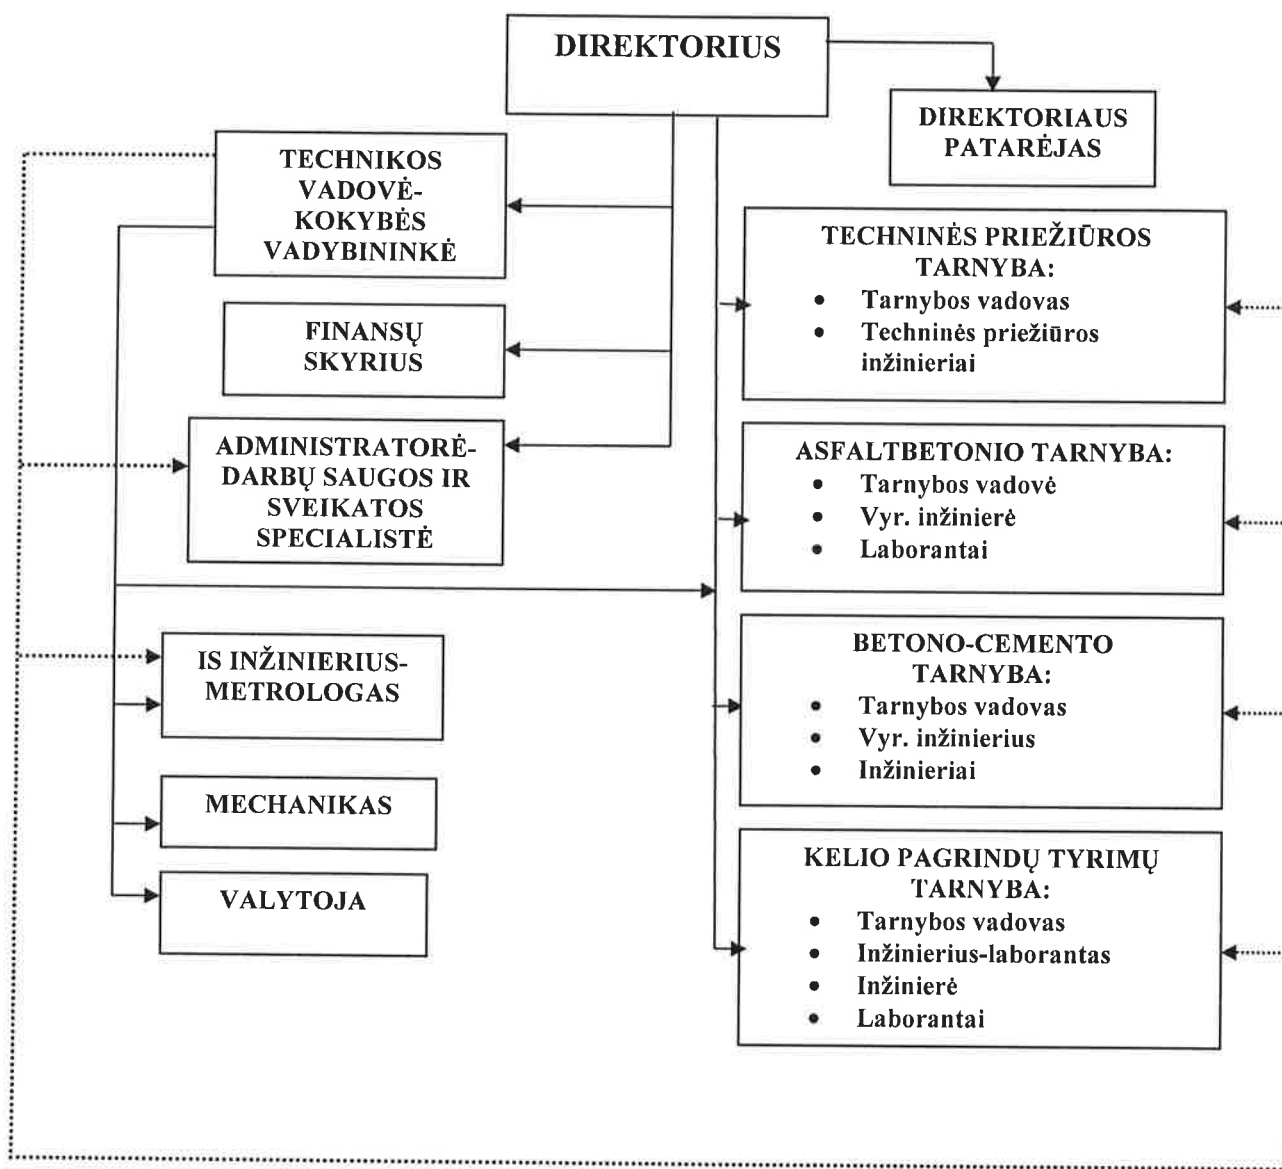 DIREKTORIUS
DIREKTORIAUS
PATARĖJAS
TECHNIKOS
VADOVĖ-
KOKYBĖS
VADYBININKĖ
FINANSŲ
SKYRIUS
ADMINISTRATORĖ-
DARBŲ SAUGOS IR
SVEIKATOS
SPECIALISTĖ
IS INŽINIERIUS-
METROLOGAS
MECHANIKAS
VALYTOJA
TECHNINĖS PRIEŽIŪROS
TARNYBA:
• Tarnybos vadovas
• Techninės priežiūros
inžinieriai
ASFALTBETONIO TARNYBA:
• Tarnybos vadovė
• Vyr. inžinierė
• Laborantai
BETONO-CEMENTO
TARNYBA:
• Tarnybos vadovas
• Vyr. inžinierius
• Inžinieriai
KELIO PAGRINDŲ TYRIMŲ
TARNYBA:
• Tarnybos vadovas
• Inžinierius-laborantas
• Inžinierė
• Laborantai